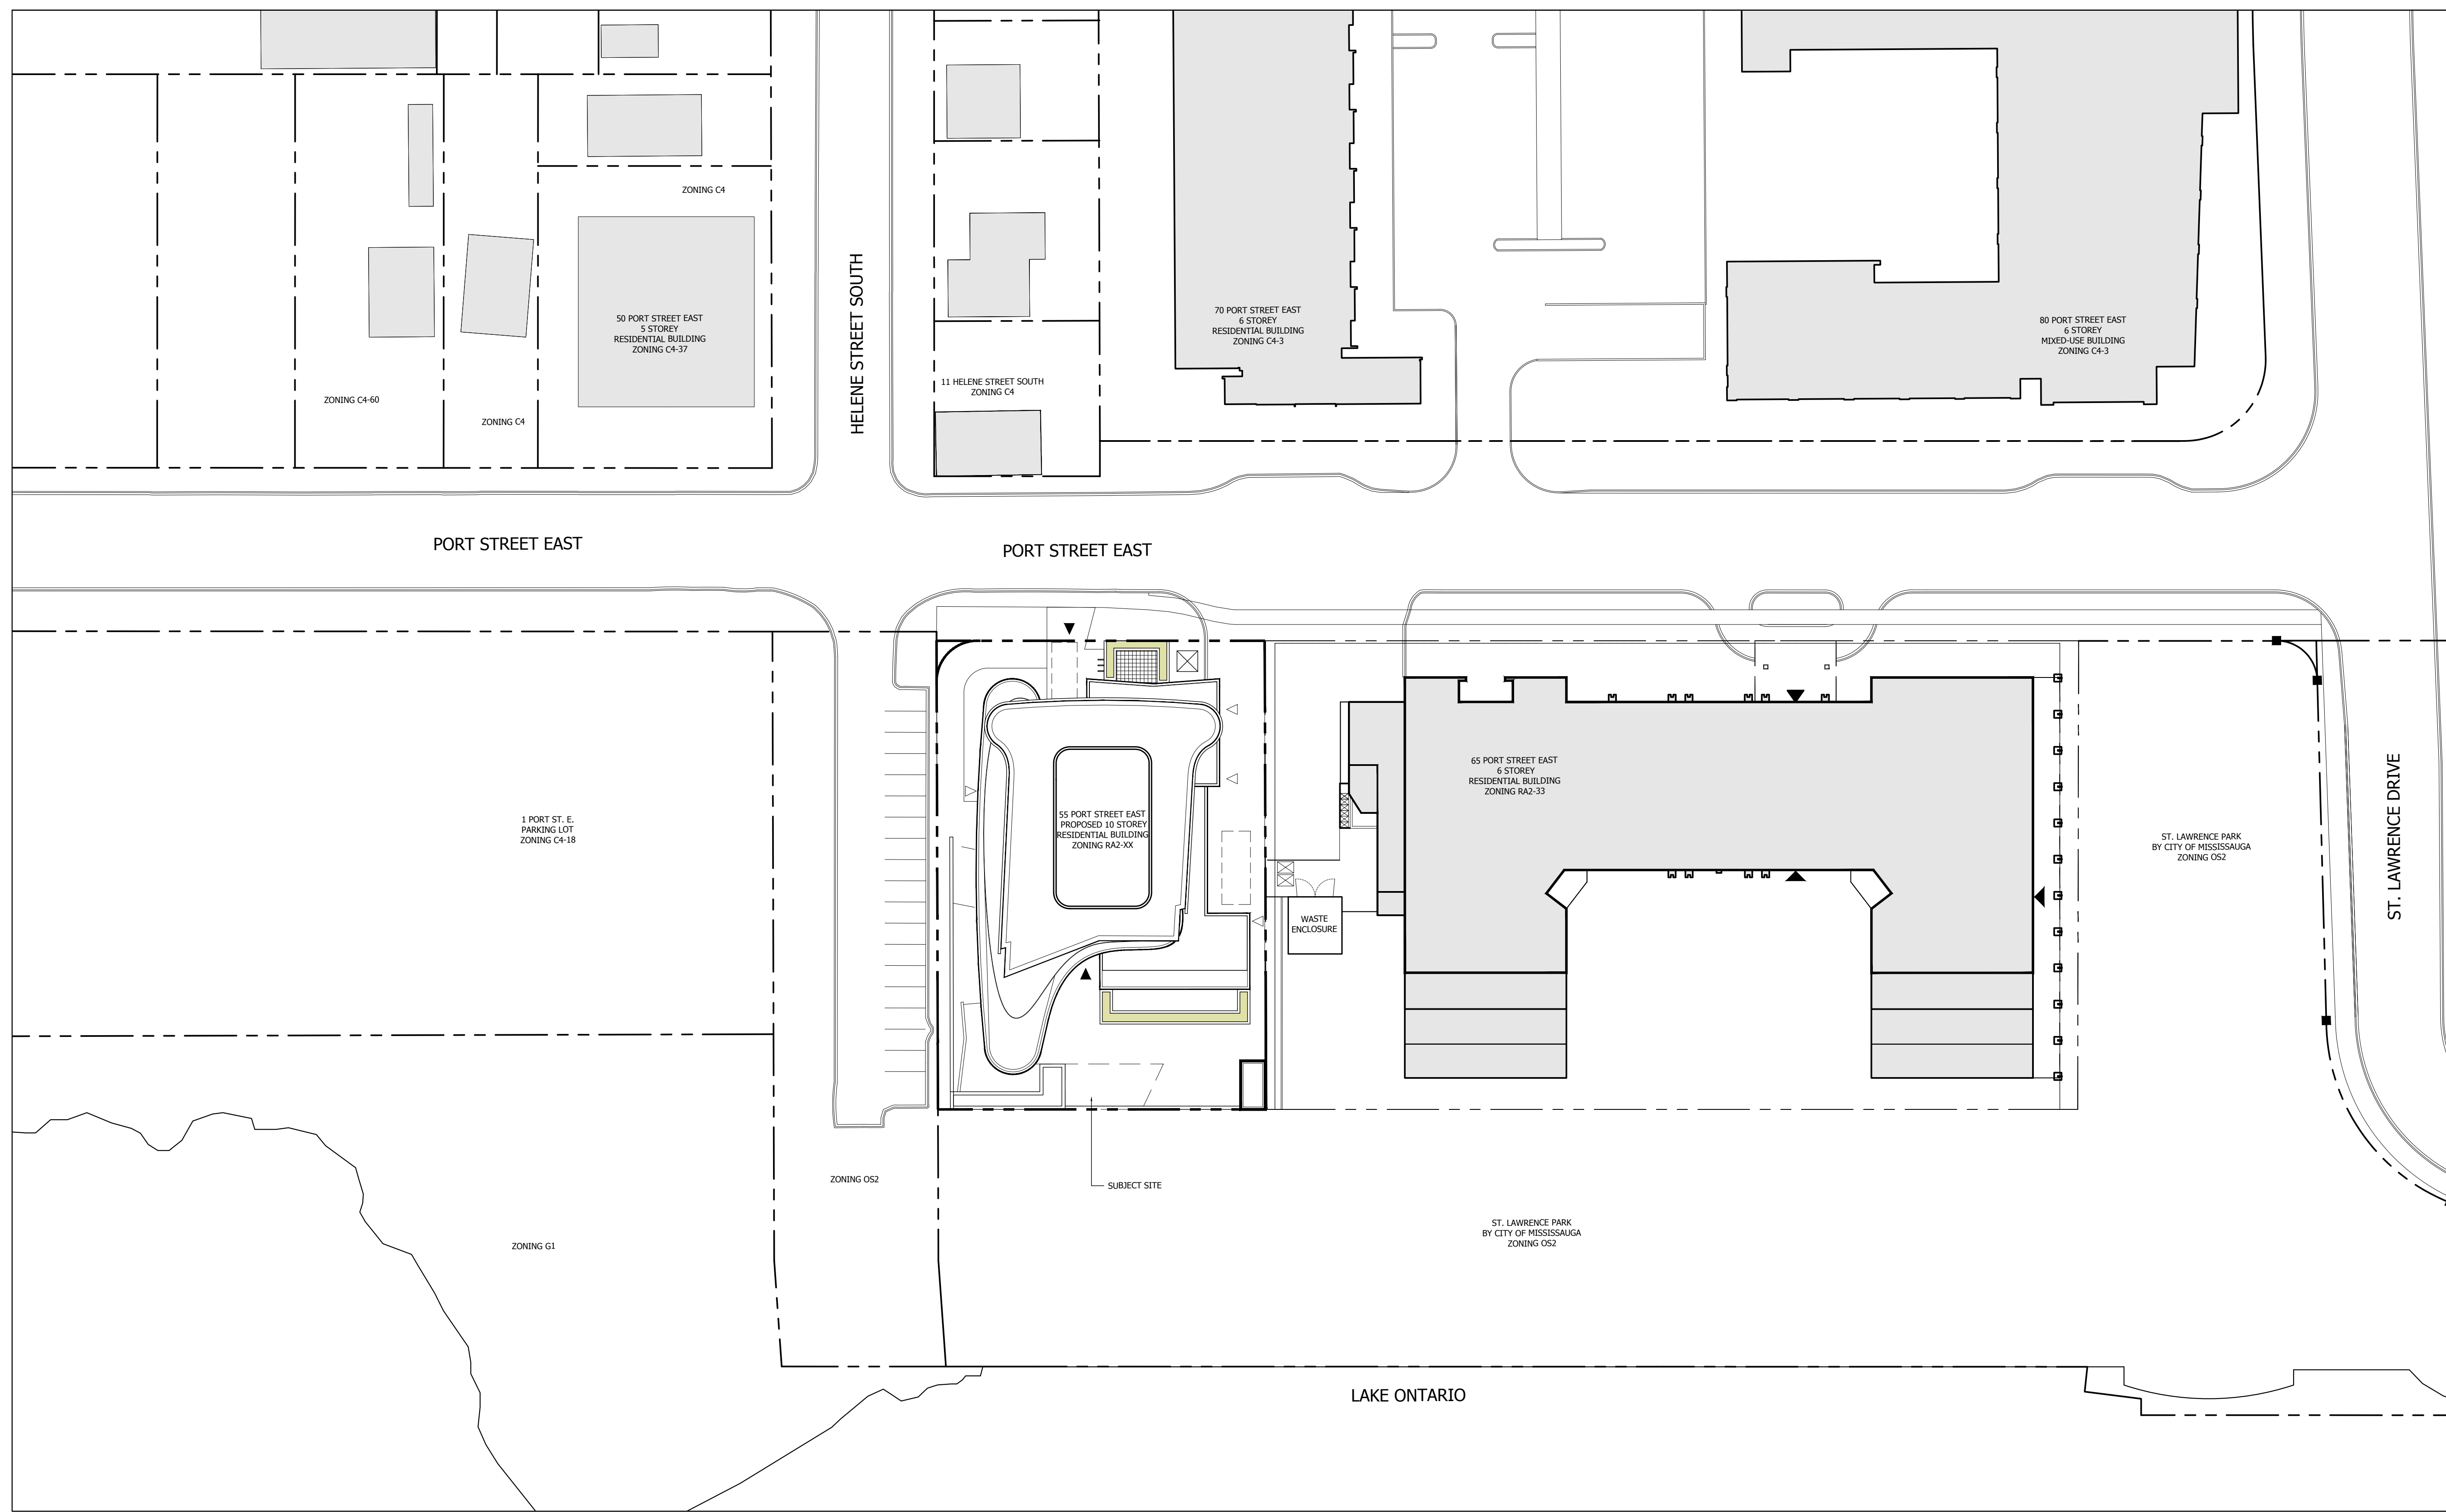 ZONING C4
50 PORT STREET EAST
5 STOREY
RESIDENTIAL BUILDING
ZONING C4-37
ZONING C4-60
ZONING C4
HELENE STREET SOUTH
11 HELENE STREET SOUTH
ZONING C4
70 PORT STREET EAST
6 STOREY
RESIDENTIAL BUILDING
ZONING C4-3
80 PORT STREET EAST
6 STOREY
MIXED-USE BUILDING
ZONING C4-3
PORT STREET EAST
PORT STREET EAST
1 PORT ST. E.
PARKING LOT
ZONING C4-18
55 PORT STREET EAST
PROPOSED 10 STOREY
RESIDENTIAL BUILDING
ZONING RA2-XX
65 PORT STREET EAST
6 STOREY
RESIDENTIAL BUILDING
ZONING RA2-33
WASTE
ENCLOSURE
ST. LAWRENCE PARK
BY CITY OF MISSISSAUGA
ZONING OS2
ST. LAWRENCE DRIVE
ZONING OS2
SUBJECT SITE
ZONING G1
ST. LAWRENCE PARK
BY CITY OF MISSISSAUGA
ZONING OS2
LAKE ONTARIO